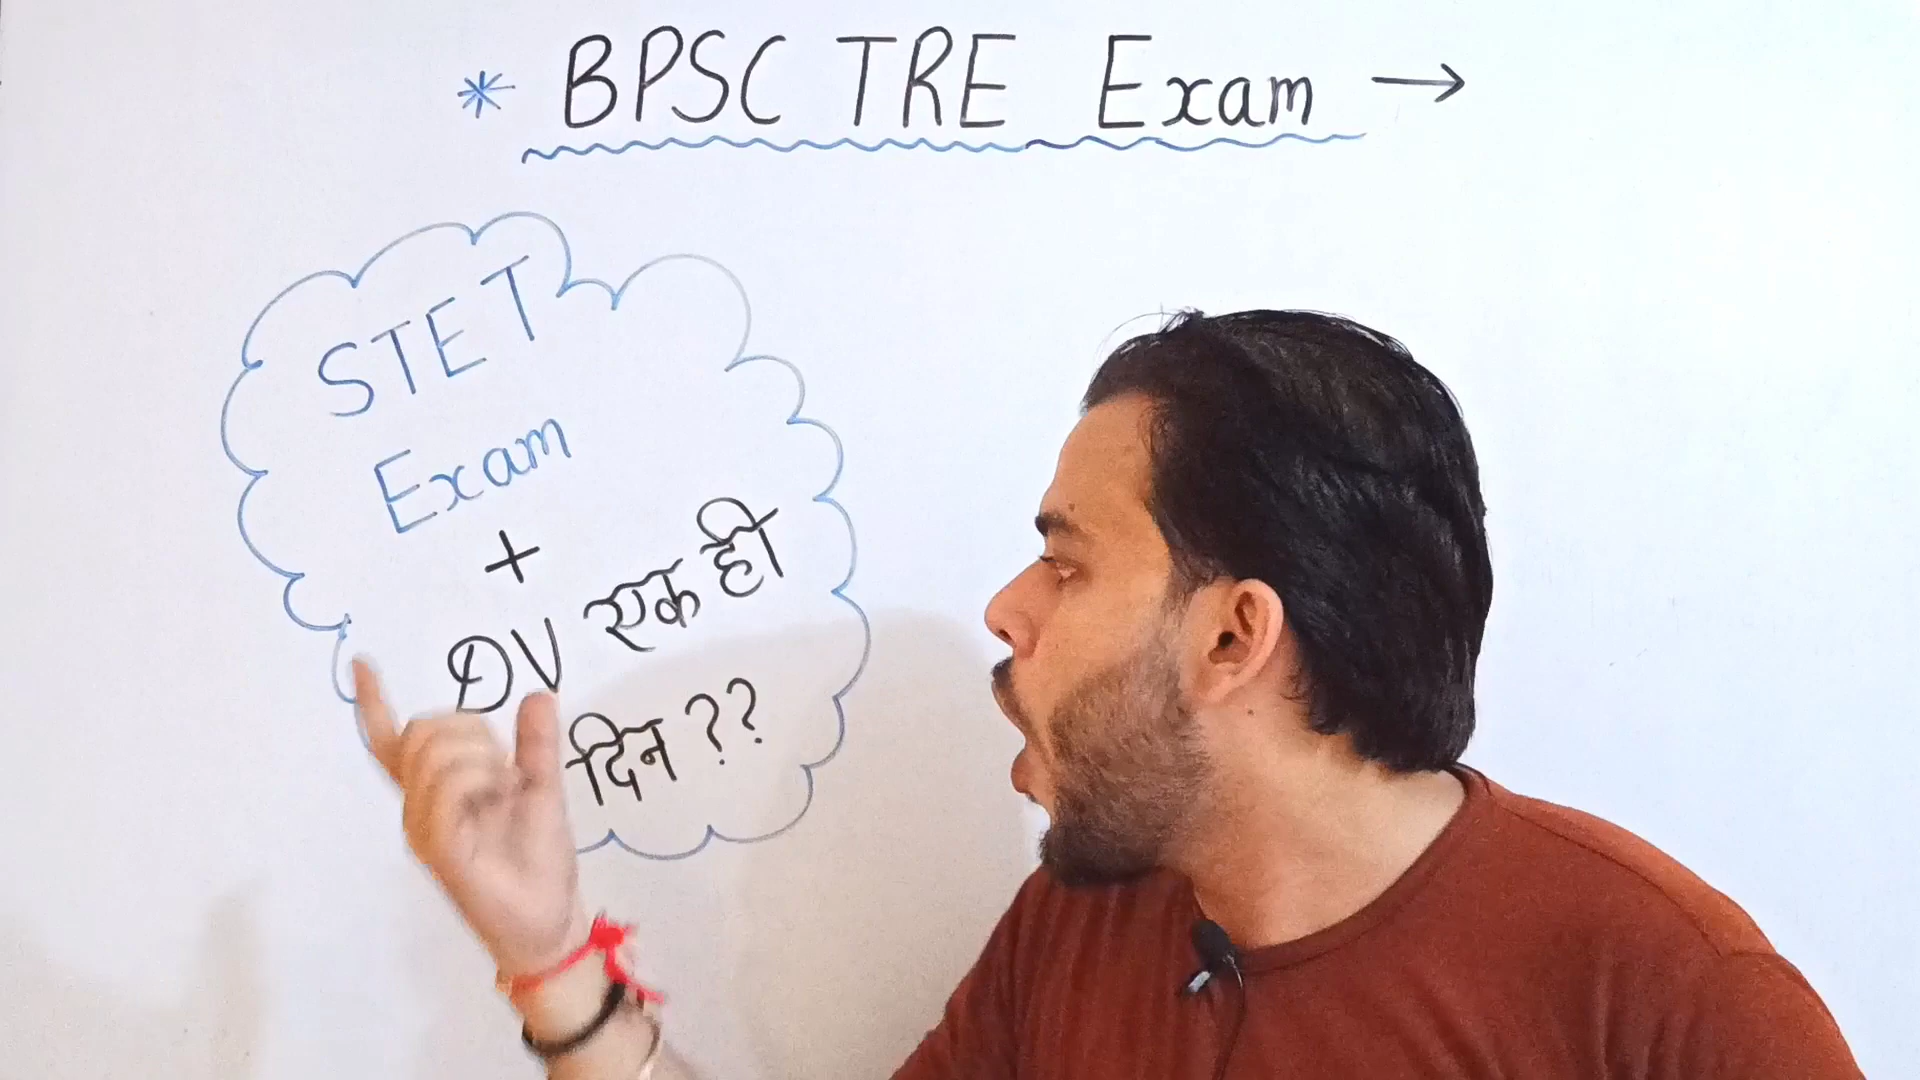 * BPSC TRE Exam →
STET
Exam
+
DV एक ही
दिन ??